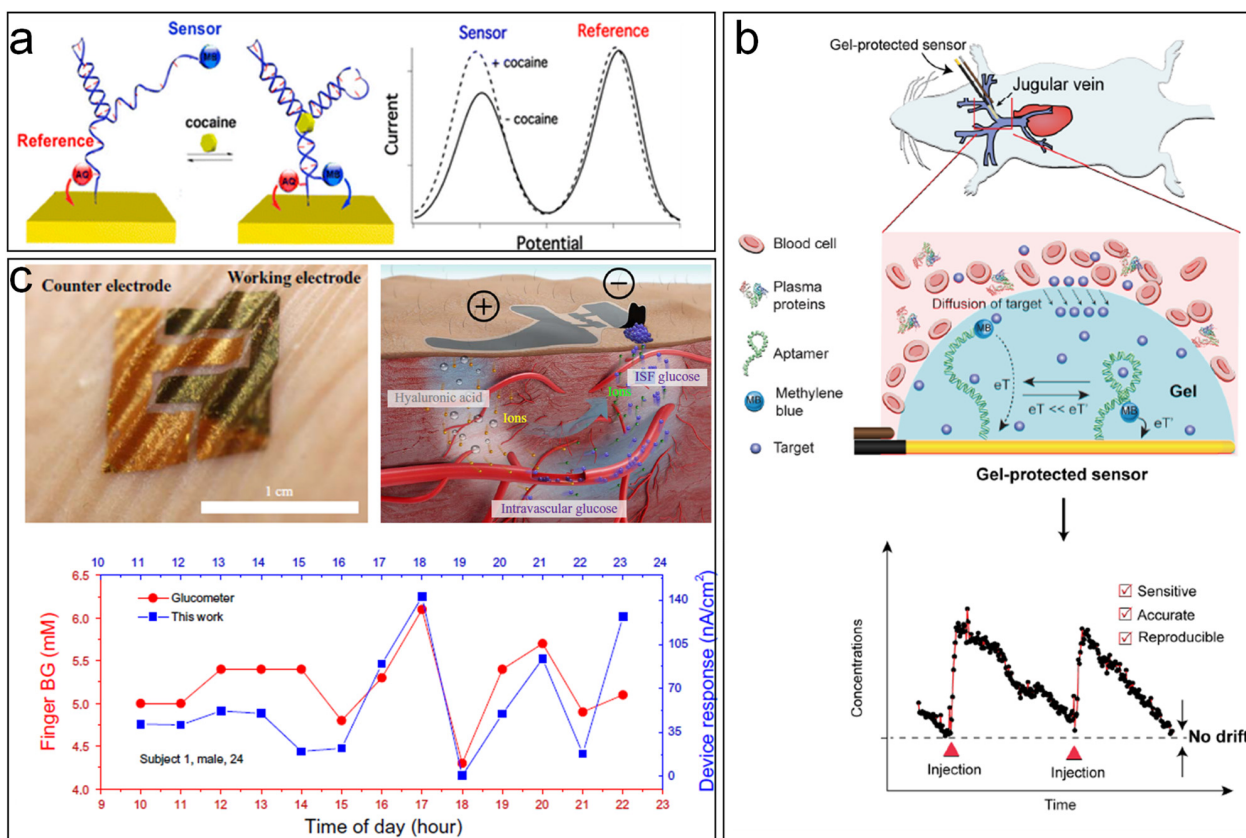 a
Sensor
MB
Reference
cocaine
AQ
AQ
MB
Current
Sensor
Reference
+ cocaine
- cocaine
Potential
b
Gel-protected sensor
Jugular vein
Blood cell
Plasma
proteins
Aptamer
MB
Methylene
blue
Target
Diffusion of target
MB
eT
eT << eT'
MB
eT'
Gel
Gel-protected sensor
Concentrations
Sensitive
Accurate
Reproducible
No drift
Injection
Injection
Time
c
Counter electrode
Working electrode
1 cm
+
−
Hyaluronic acid
Ions
Ions
ISF glucose
Intravascular glucose
10 11 12 13 14 15 16 17 18 19 20 21 22 23 24
Finger BG (mM)
6.5
6.0
5.5
5.0
4.5
4.0
Glucometer
This work
Subject 1, male, 24
140
105
70
35
0
Device response (nA/cm²)
9 10 11 12 13 14 15 16 17 18 19 20 21 22 23
Time of day (hour)